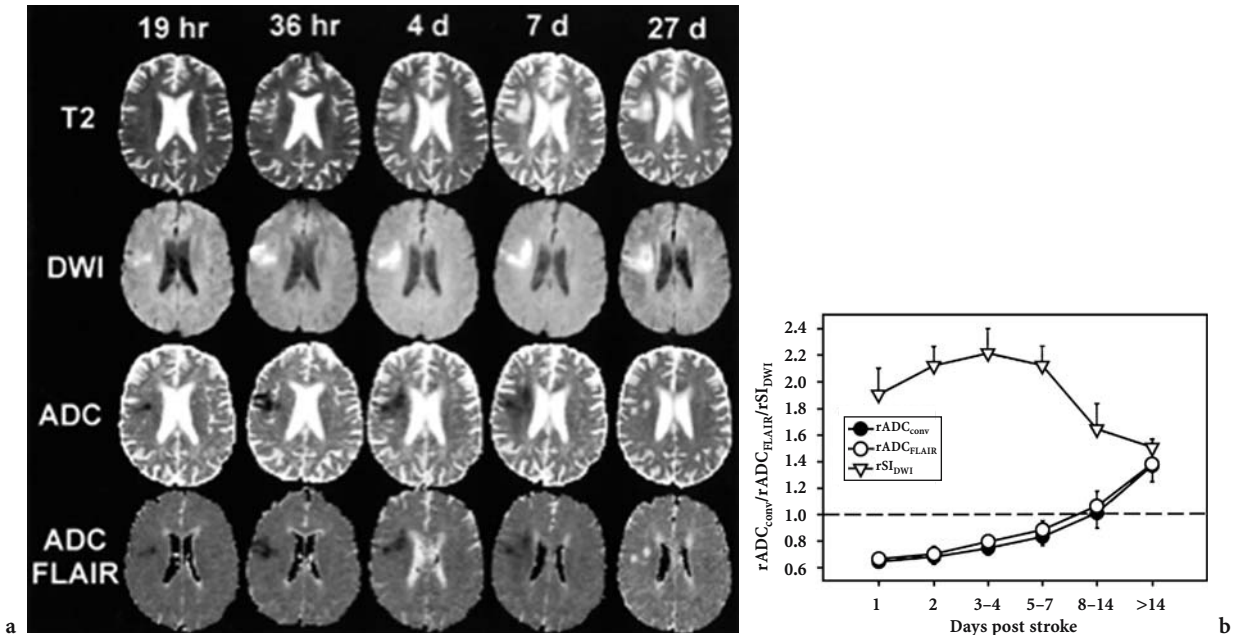 19 hr 36 hr 4 d 7 d 27 d
T2
DWI
ADC
ADC
FLAIR
a
rADCconv/rADCFLAIR/rSIDWI
2.4
2.2
2.0
1.8
1.6
1.4
1.2
1.0
0.8
0.6
rADCconv
rADCFLAIR
rSIDWI
1 2 3–4 5–7 8–14 >14
Days post stroke
b